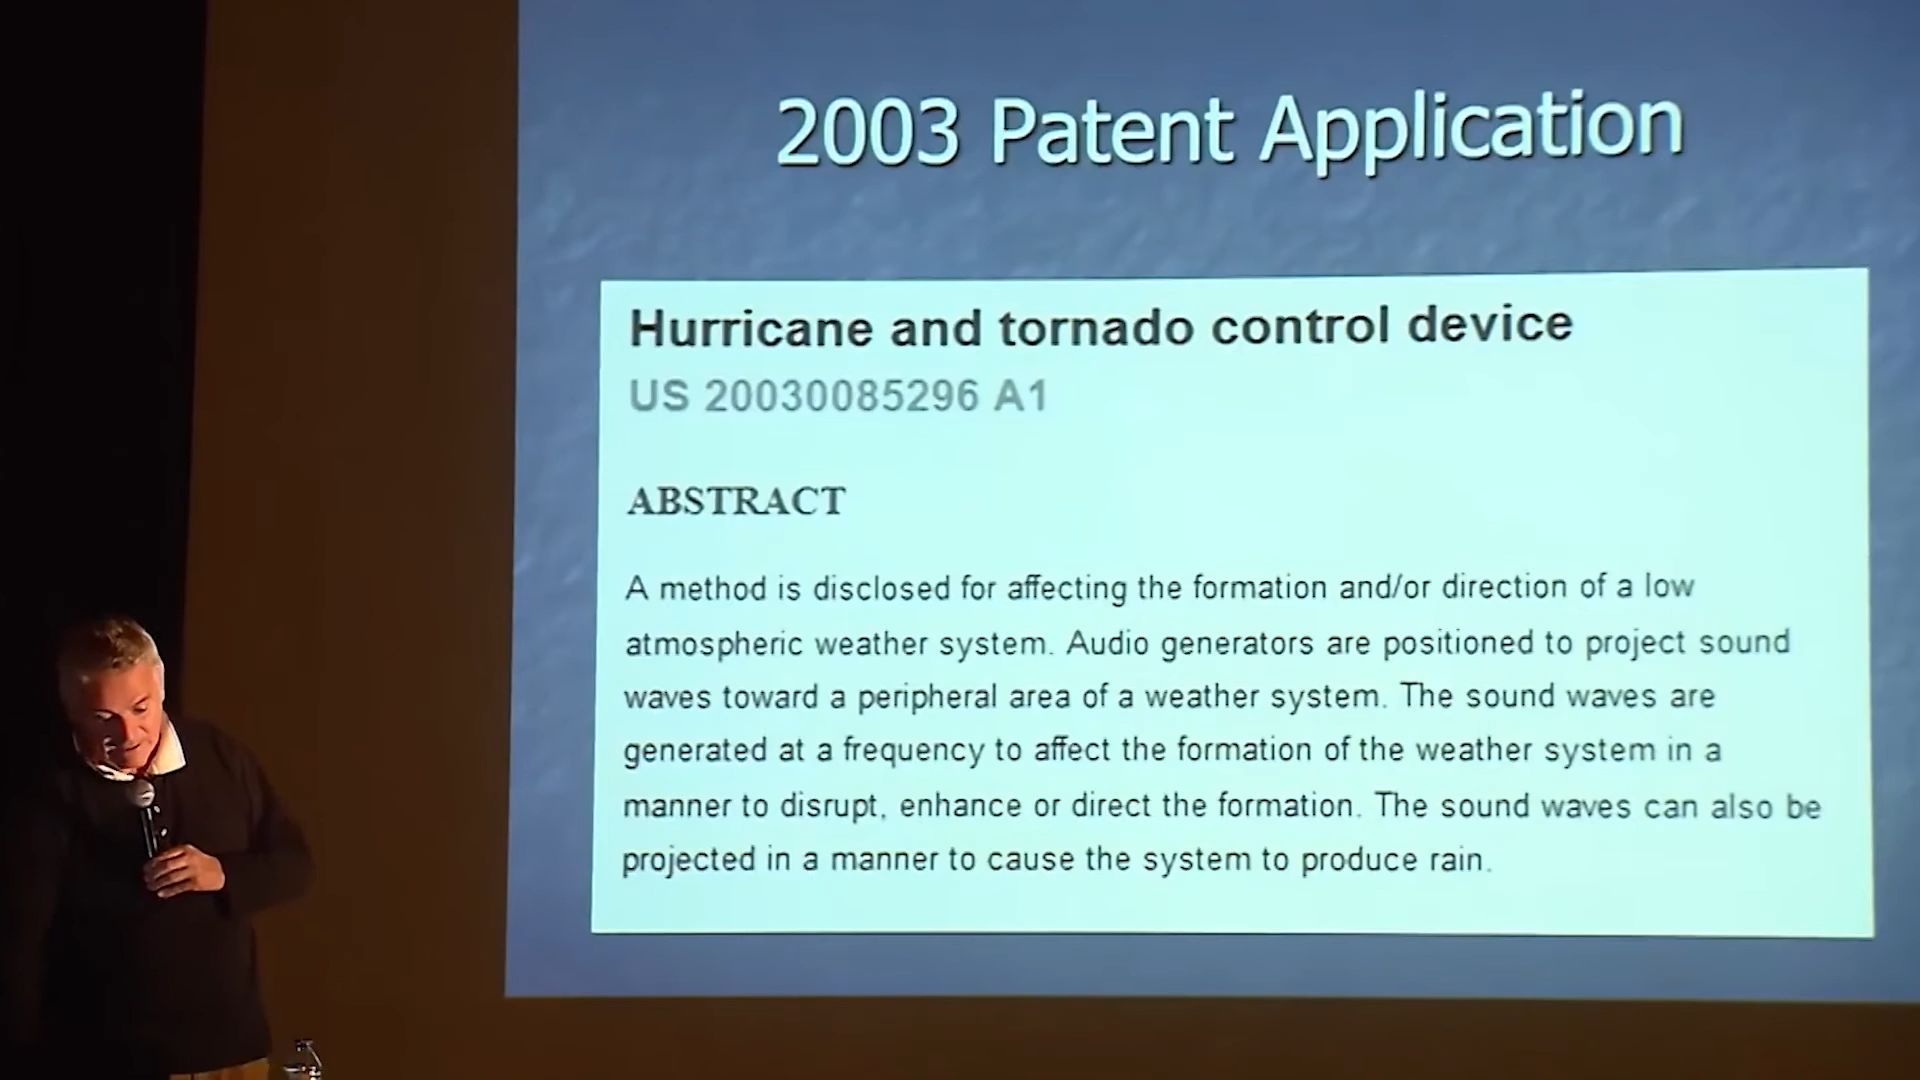 2003 Patent Application
Hurricane and tornado control device
US 20030085296 A1
ABSTRACT
A method is disclosed for affecting the formation and/or direction of a low
atmospheric weather system. Audio generators are positioned to project sound
waves toward a peripheral area of a weather system. The sound waves are
generated at a frequency to affect the formation of the weather system in a
manner to disrupt, enhance or direct the formation. The sound waves can also be
projected in a manner to cause the system to produce rain.